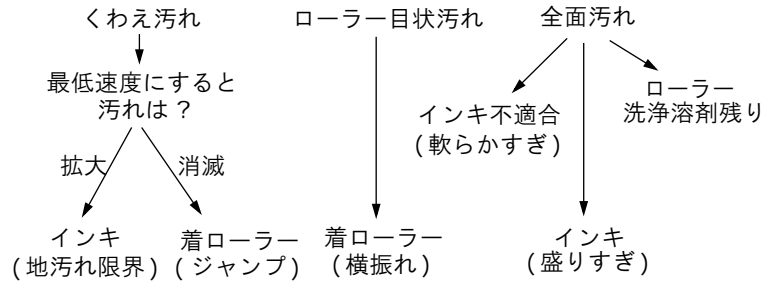 くわえ汚れ
最低速度にすると
汚れは？
拡大
消滅
インキ
(地汚れ限界)
着ローラー
(ジャンプ)
ローラー目状汚れ
着ローラー
(横振れ)
全面汚れ
インキ不適合
(軟らかすぎ)
インキ
(盛りすぎ)
ローラー
洗浄溶剤残り